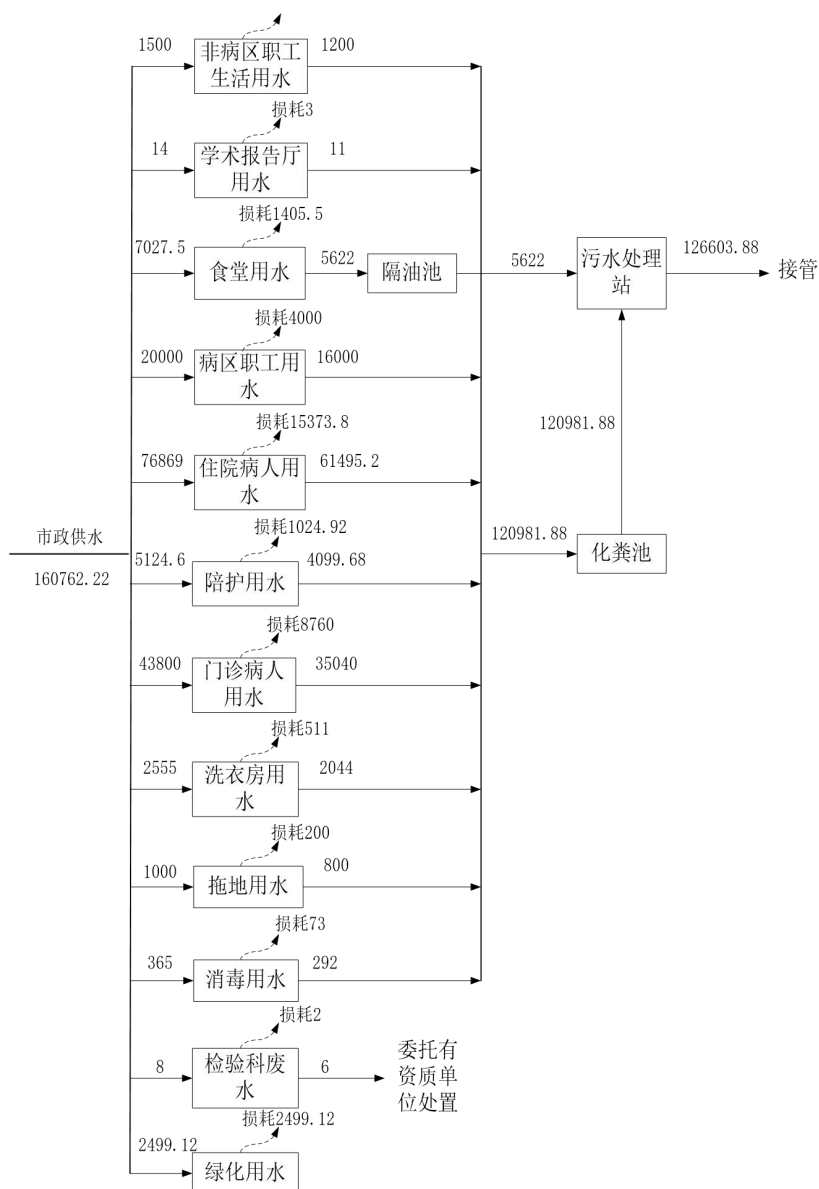 1500
非病区职工
生活用水
1200
损耗3
14
学术报告厅
用水
11
损耗1405.5
7027.5
食堂用水
5622
隔油池
5622
污水处理
站
126603.88
接管
损耗4000
20000
病区职工用
水
16000
损耗15373.8
76869
住院病人用
水
61495.2
120981.88
市政供水
160762.22
损耗1024.92
5124.6
陪护用水
4099.68
120981.88
化粪池
损耗8760
43800
门诊病人
用水
35040
损耗511
2555
洗衣房用
水
2044
损耗200
1000
拖地用水
800
损耗73
365
消毒用水
292
损耗2
8
检验科废
水
6
委托有
资质单
位处置
损耗2499.12
2499.12
绿化用水